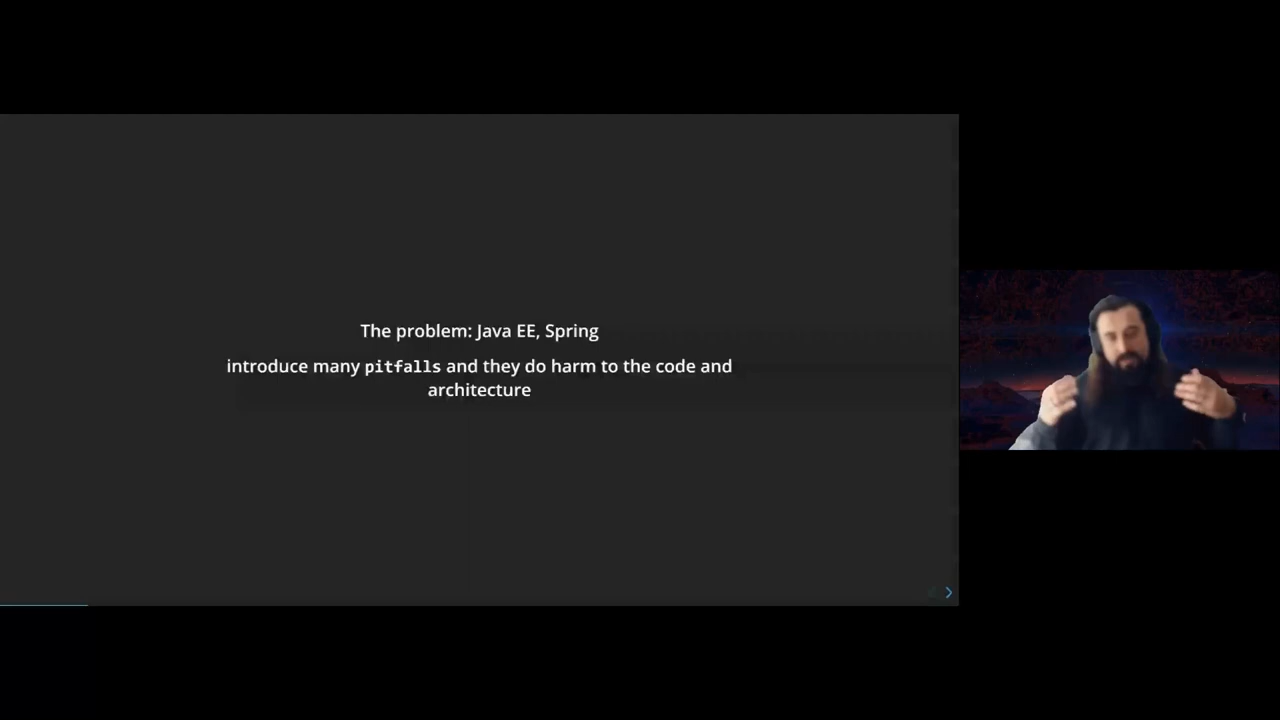 The problem: Java EE, Spring
introduce many pitfalls and they do harm to the code and
architecture